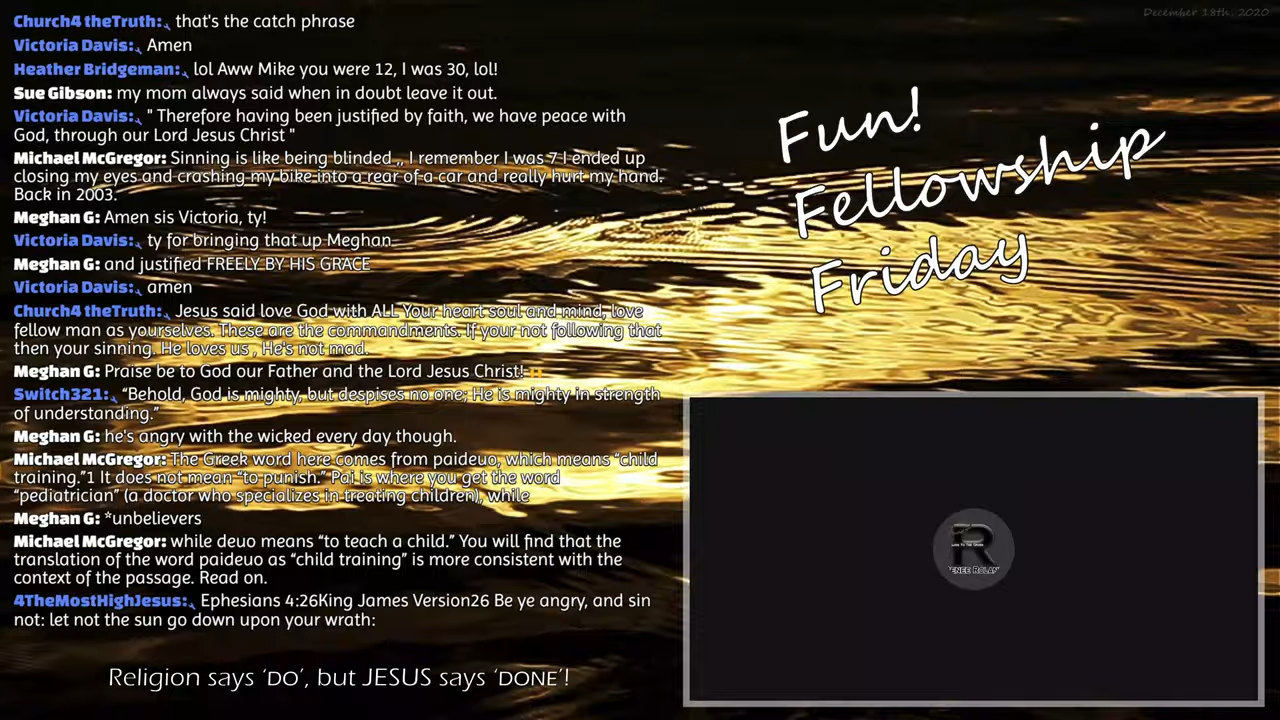 Church4 theTruth: that's the catch phrase
Victoria Davis: Amen
Heather Bridgeman: lol Aww Mike you were 12, I was 30, lol!
Sue Gibson: my mom always said when in doubt leave it out.
Victoria Davis: " Therefore having been justified by faith, we have peace with
God, through our Lord Jesus Christ "
Michael McGregor: Sinning is like being blinded ,, I remember I was 7 I ended up
closing my eyes and crashing my bike into a rear of a car and really hurt my hand.
Back in 2003.
Meghan G: Amen sis Victoria, ty!
Victoria Davis: ty for bringing that up Meghan
Meghan G: and justified FREELY BY HIS GRACE
Victoria Davis: amen
Church4 theTruth: Jesus said love God with ALL Your heart soul and mind, love
fellow man as yourselves. These are the commandments. If your not following that
then your sinning. He loves us , He's not mad.
Meghan G: Praise be to God our Father and the Lord Jesus Christ!
Switch321: “Behold, God is mighty, but despises no one; He is mighty in strength
of understanding.”
Meghan G: he's angry with the wicked every day though.
Michael McGregor: The Greek word here comes from paideuo, which means “child
training.”1 It does not mean “to punish.” Pai is where you get the word
“pediatrician” (a doctor who specializes in treating children), while
Meghan G: *unbelievers
Michael McGregor: while deuo means “to teach a child.” You will find that the
translation of the word paideuo as “child training” is more consistent with the
context of the passage. Read on.
4TheMostHighJesus: Ephesians 4:26King James Version26 Be ye angry, and sin
not: let not the sun go down upon your wrath:
Religion says ‘DO’, but JESUS says ‘DONE’!
December 18th, 2020
Fun!
Fellowship
Friday
R